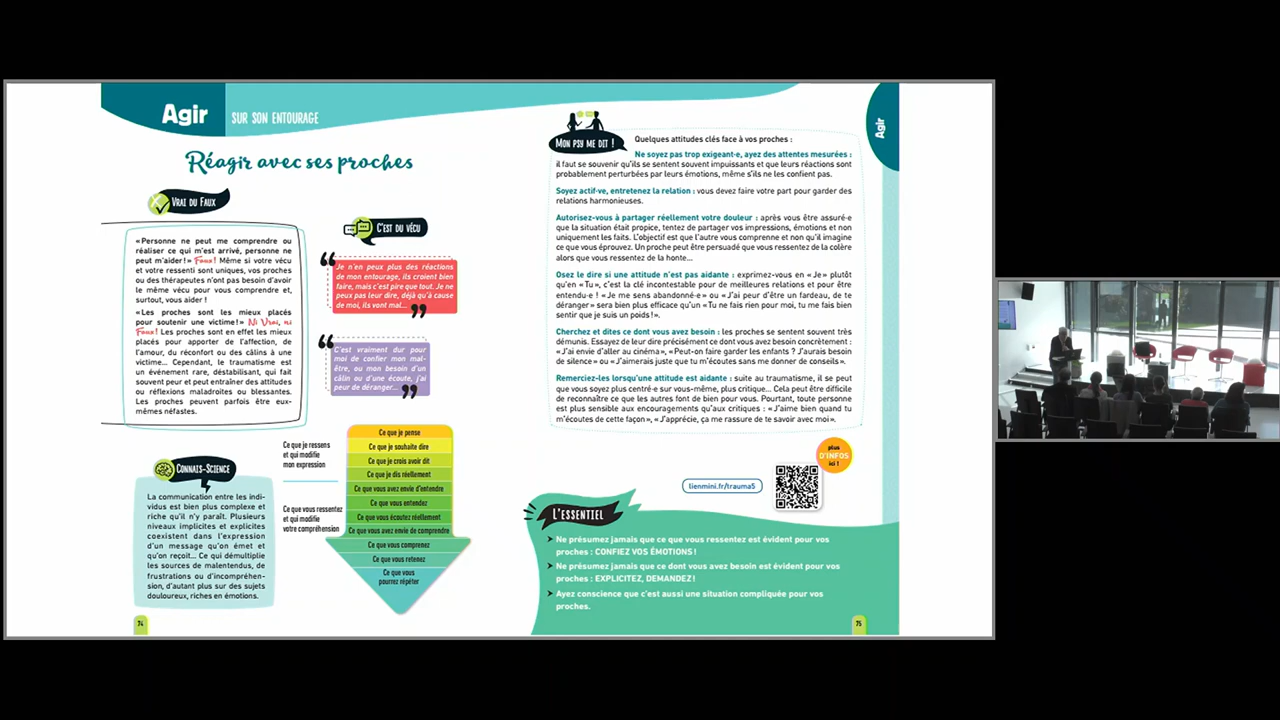 Agir
SUR SON ENTOURAGE
Réagir avec ses proches
VRAI DU FAUX
«Personne ne peut me comprendre ou
réaliser ce qui m'est arrivé, personne ne
peut m'aider!» Faux! Même si votre vécu
et votre ressenti sont uniques, vos proches
ou des thérapeutes n'ont pas besoin d'avoir
le même vécu pour vous comprendre et,
surtout, vous aider !
«Les proches sont les mieux placés
pour soutenir une victime!» Ni Vrai, ni
Faux! Les proches sont en effet les mieux
placés pour apporter de l'affection, de
l'amour, du réconfort ou des câlins à une
victime... Cependant, le traumatisme est
un événement rare, déstabilisant, qui fait
souvent peur et peut entraîner des attitudes
ou réflexions maladroites ou blessantes.
Les proches peuvent parfois être eux-
mêmes néfastes.
C'EST DU VÉCU
Je n'en peux plus des réactions
de mon entourage, ils croient bien
faire, mais c'est pire que tout. Je ne
peux pas leur dire, déjà qu'à cause
de moi, ils vont mal...
C'est vraiment dur pour
moi de confier mon mal-
être, ou mon besoin d'un
câlin ou d'une écoute, j'ai
peur de déranger...
CONNAIS-SCIENCE
La communication entre les indi-
vidus est bien plus complexe et
riche qu'il n'y paraît. Plusieurs
niveaux implicites et explicites
coexistent dans l'expression
d'un message qu'on émet et
qu'on reçoit... Ce qui démultiplie
les sources de malentendus, de
frustrations ou d'incompréhen-
sion, d'autant plus sur des sujets
douloureux, riches en émotions.
Ce que je ressens
et qui modifie
mon expression
Ce que vous ressentez
et qui modifie
votre compréhension
Ce que je pense
Ce que je souhaite dire
Ce que je crois avoir dit
Ce que je dis réellement
Ce que vous avez envie d'entendre
Ce que vous entendez
Ce que vous écoutez réellement
Ce que vous avez envie de comprendre
Ce que vous comprenez
Ce que vous retenez
Ce que vous
pourrez répéter
74
MON PSY ME DIT !
Quelques attitudes clés face à vos proches :
Ne soyez pas trop exigeant·e, ayez des attentes mesurées :
il faut se souvenir qu'ils se sentent souvent impuissants et que leurs réactions sont
probablement perturbées par leurs émotions, même s'ils ne les confient pas.
Soyez actif·ve, entretenez la relation : vous devez faire votre part pour garder des
relations harmonieuses.
Autorisez-vous à partager réellement votre douleur : après vous être assuré·e
que la situation était propice, tentez de partager vos impressions, émotions et non
uniquement les faits. L'objectif est que l'autre vous comprenne et non qu'il imagine
ce que vous éprouvez. Un proche peut être persuadé que vous ressentez de la colère
alors que vous ressentez de la honte...
Osez le dire si une attitude n'est pas aidante : exprimez-vous en «Je» plutôt
qu'en «Tu», c'est la clé incontestable pour de meilleures relations et pour être
entendu·e ! «Je me sens abandonné·e» ou «J'ai peur d'être un fardeau, de te
déranger» sera bien plus efficace qu'un «Tu ne fais rien pour moi, tu me fais bien
sentir que je suis un poids!».
Cherchez et dites ce dont vous avez besoin : les proches se sentent souvent très
démunis. Essayez de leur dire précisément ce dont vous avez besoin concrètement :
«J'ai envie d'aller au cinéma», «Peut-on faire garder les enfants ? J'aurais besoin
de silence» ou «J'aimerais juste que tu m'écoutes sans me donner de conseils».
Remerciez-les lorsqu'une attitude est aidante : suite au traumatisme, il se peut
que vous soyez plus centré·e sur vous-même, plus critique... Cela peut être difficile
de reconnaître ce que les autres font de bien pour vous. Pourtant, toute personne
est plus sensible aux encouragements qu'aux critiques : «J'aime bien quand tu
m'écoutes de cette façon», «J'apprécie, ça me rassure de te savoir avec moi».
plus
D'INFOS
ici !
lienmini.fr/trauma5
L'ESSENTIEL
Ne présumez jamais que ce que vous ressentez est évident pour vos
proches : CONFIEZ VOS ÉMOTIONS !
Ne présumez jamais que ce dont vous avez besoin est évident pour vos
proches : EXPLICITEZ, DEMANDEZ !
Ayez conscience que c'est aussi une situation compliquée pour vos
proches.
75
Agir